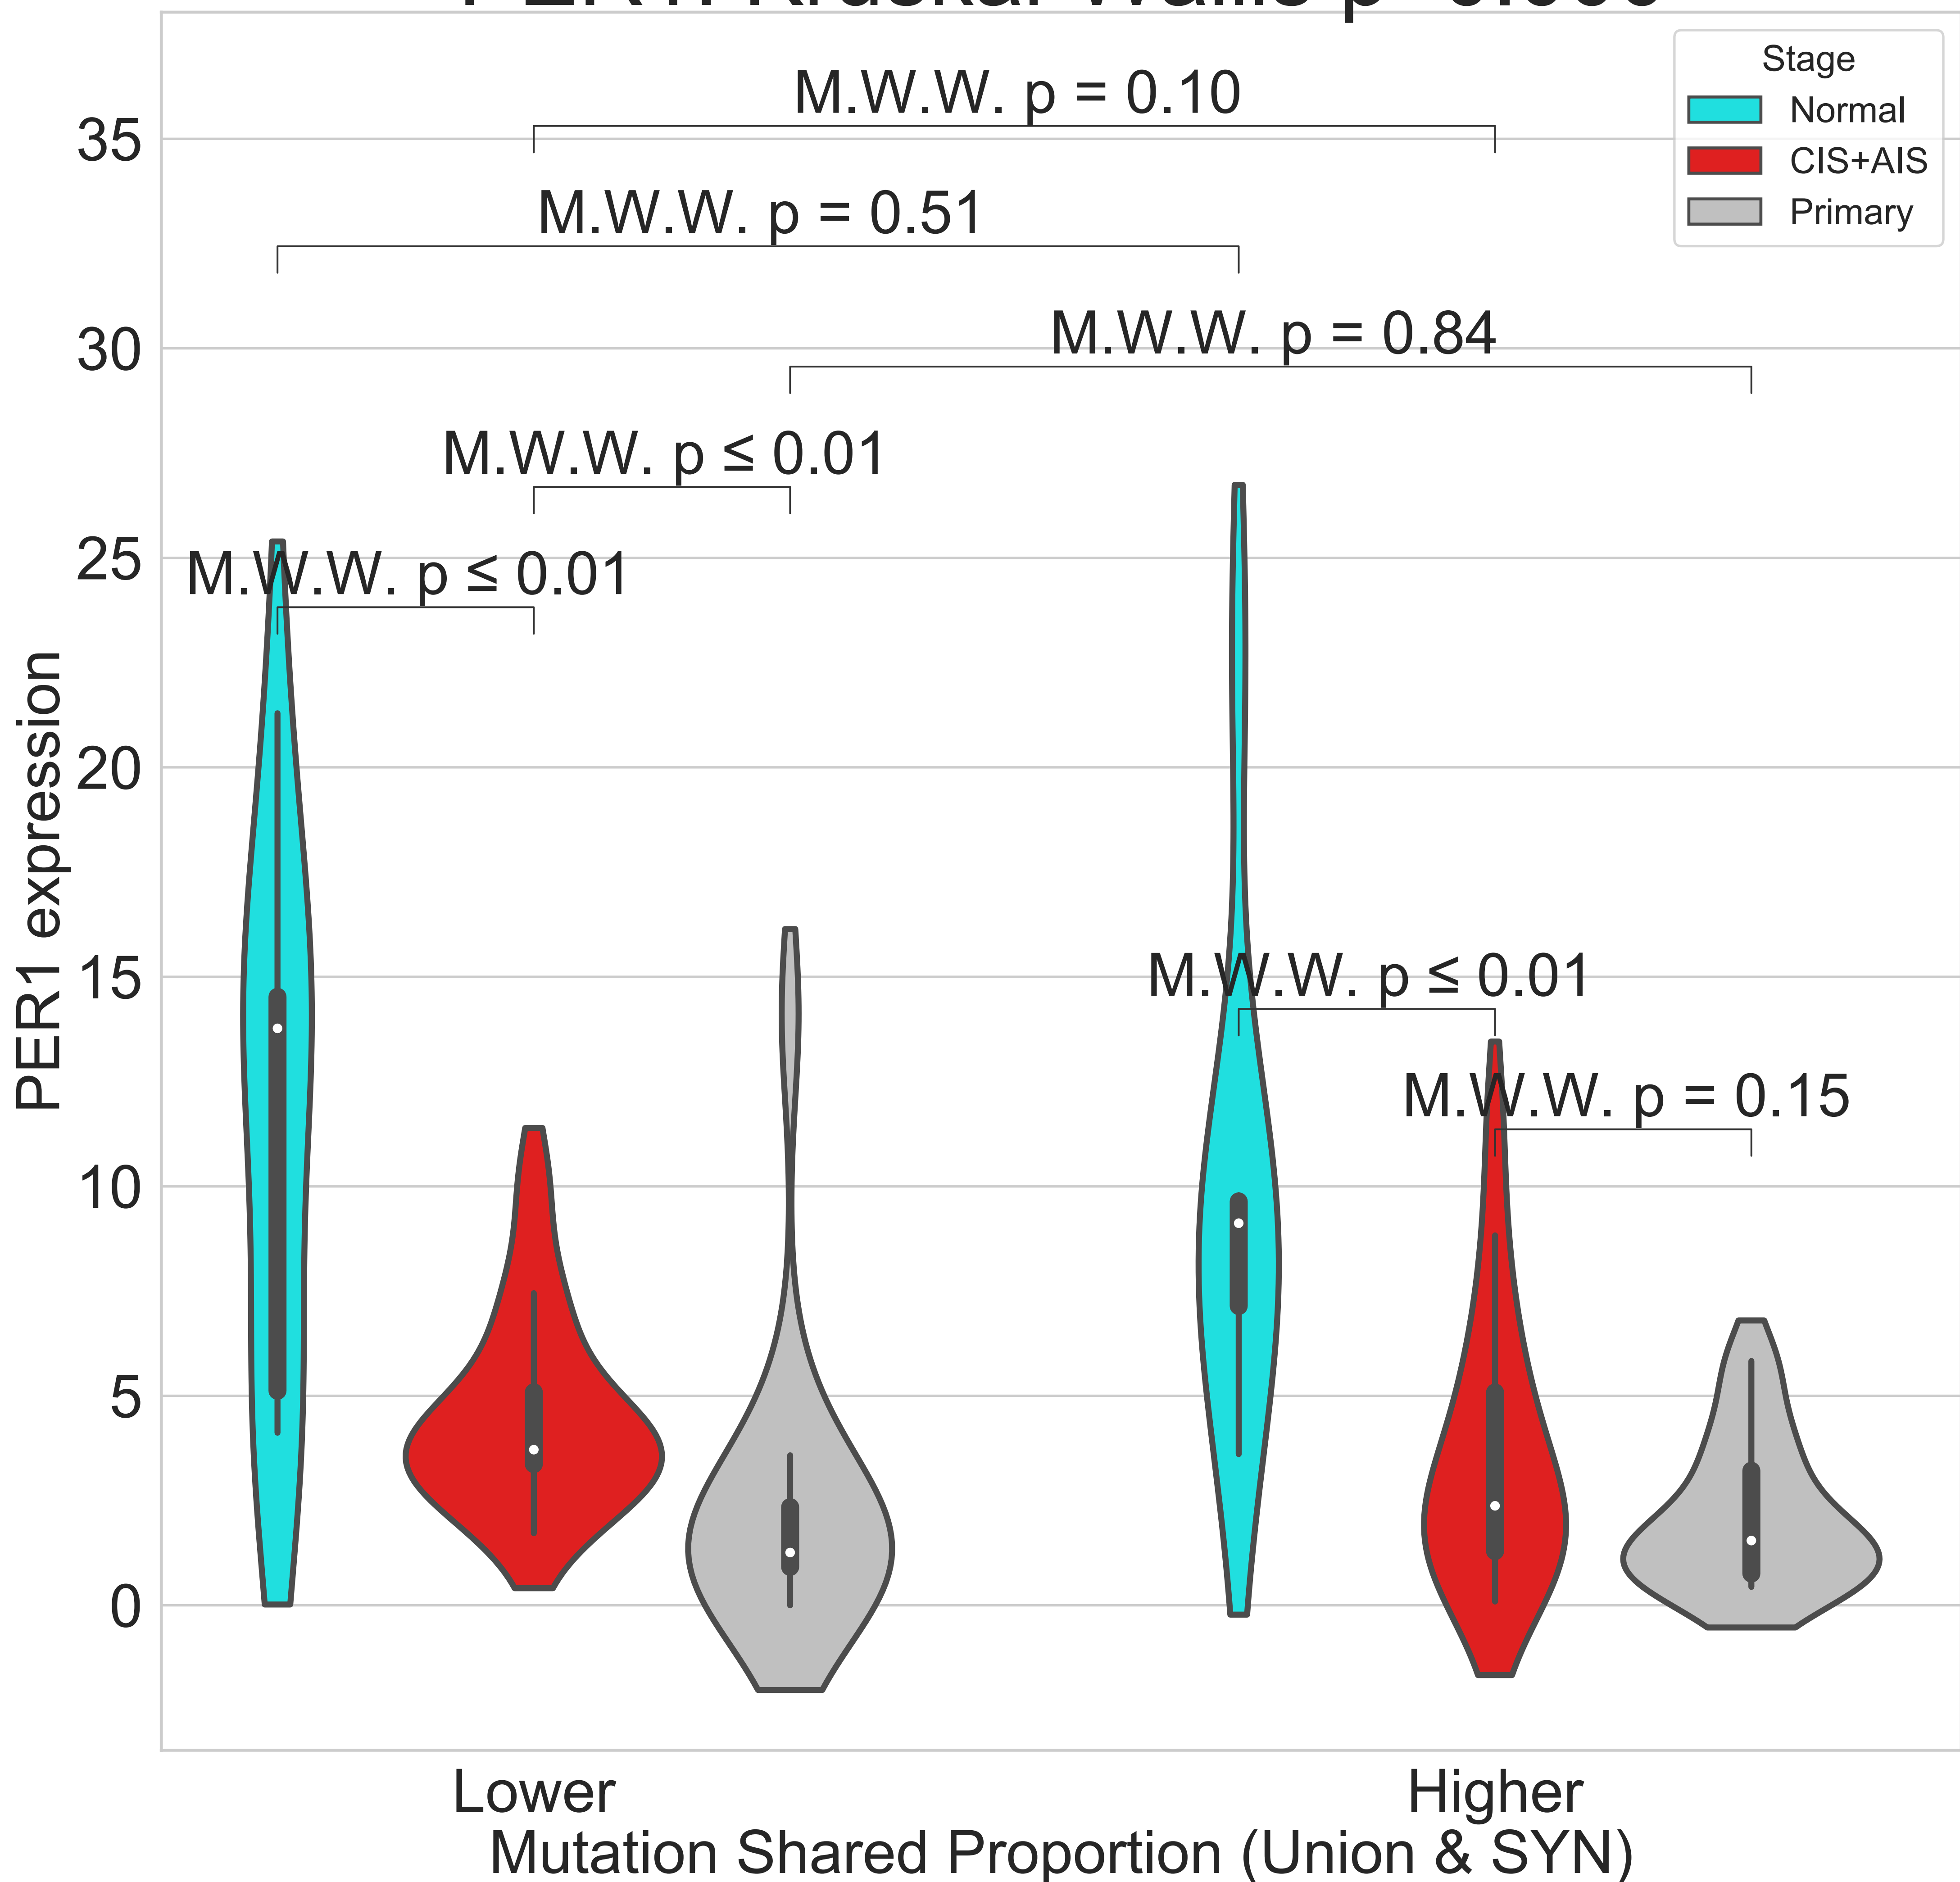 Stage
Normal
CIS+AIS
Primary
M.W.W. p = 0.10
M.W.W. p = 0.51
M.W.W. p = 0.84
M.W.W. p ≤ 0.01
M.W.W. p ≤ 0.01
M.W.W. p ≤ 0.01
M.W.W. p = 0.15
35
30
25
20
15
10
5
0
PER1 expression
Lower
Higher
Mutation Shared Proportion (Union & SYN)